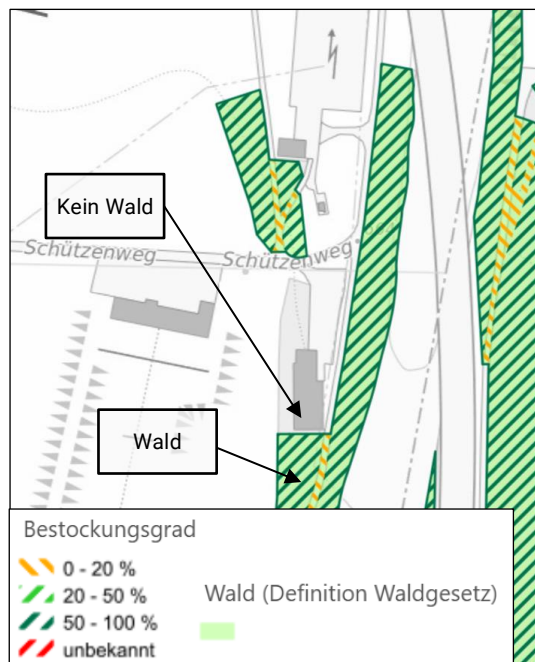 Kein Wald
Schützenweg
Schützenweg
Wald
Bestockungsgrad
0 - 20 %
20 - 50 %
50 - 100 %
unbekannt
Wald (Definition Waldgesetz)